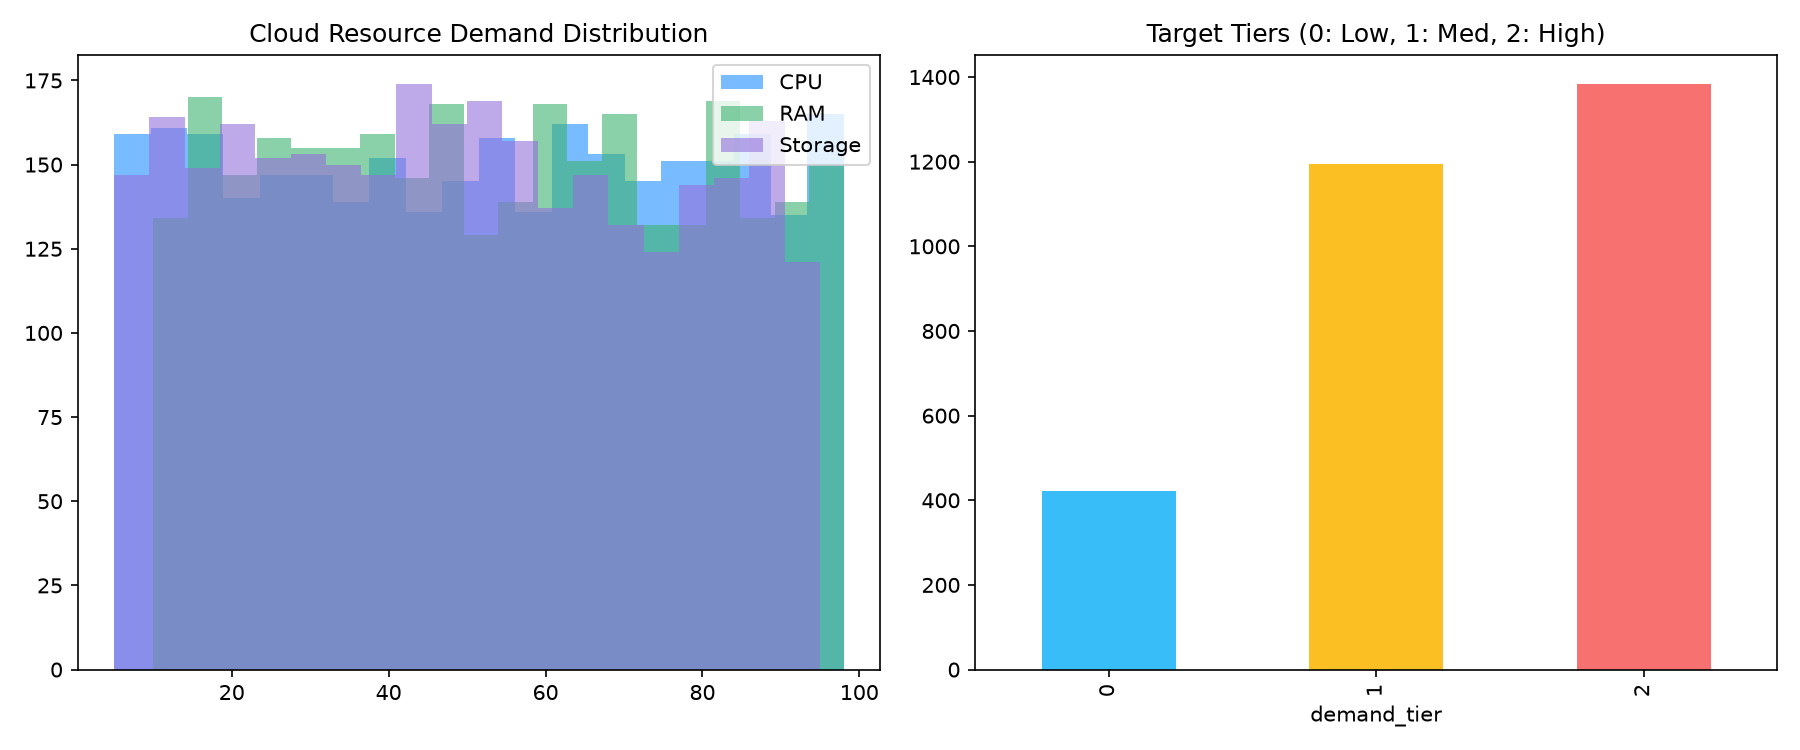 Cloud Resource Demand Distribution
175
150
125
100
75
50
25
0
20 40 60 80 100
CPU
RAM
Storage
Target Tiers (0: Low, 1: Med, 2: High)
1400
1200
1000
800
600
400
200
0
0 1 2
demand_tier